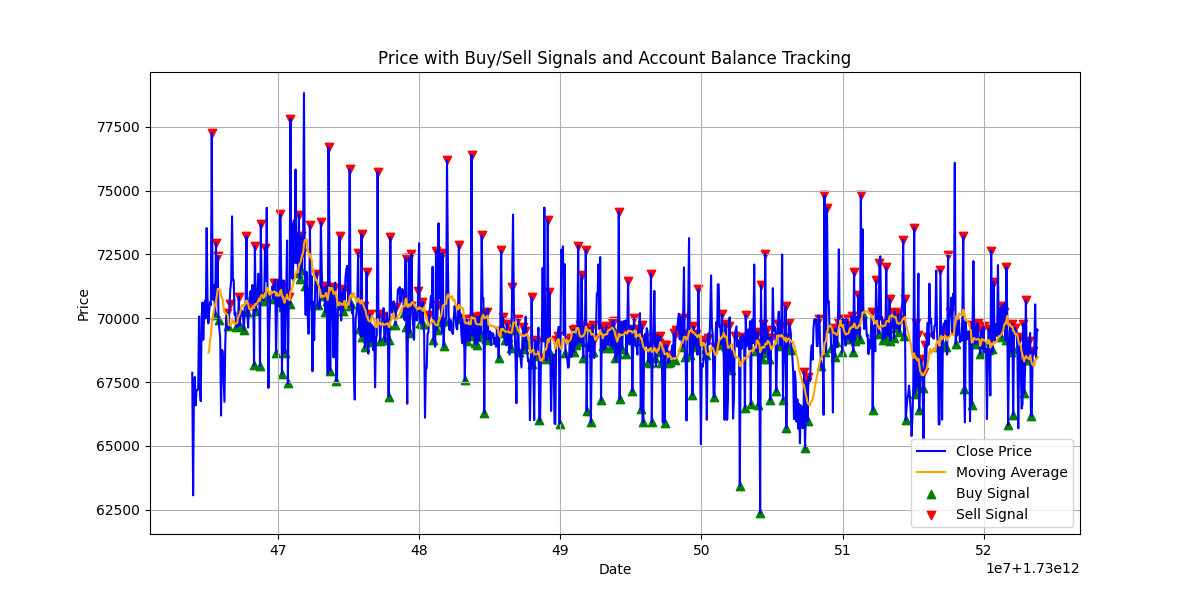 Price with Buy/Sell Signals and Account Balance Tracking
77500
75000
72500
70000
67500
65000
62500
Price
47
48
49
50
51
52
1e7+1.73e12
Date
Close Price
Moving Average
Buy Signal
Sell Signal